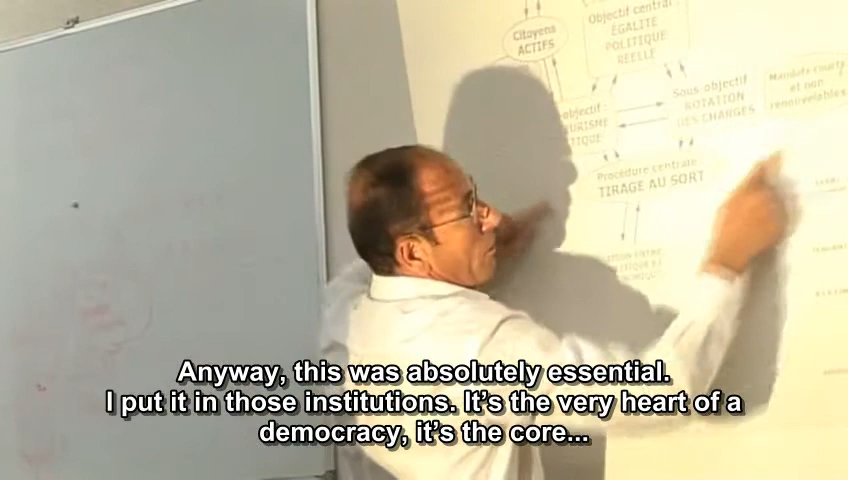 Citoyens
ACTIFS
Objectif central :
ÉGALITÉ
POLITIQUE
RÉELLE
Sous objectif
ROTATION
DES CHARGES
Mandats courts
et non
renouvelables
objectif :
Procédure centrale :
TIRAGE AU SORT
Anyway, this was absolutely essential.
I put it in those institutions. It's the very heart of a
democracy, it's the core...